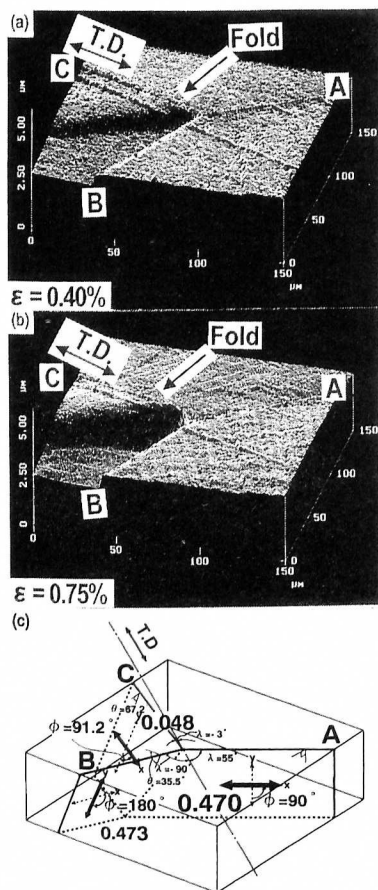 (a)
T.D.
C
Fold
A
μM
5.00
2.50
0
B
150
100
50
0
0
50
100
150
μM
ε = 0.40%
(b)
T.D.
C
Fold
A
μM
5.00
2.50
0
B
150
100
50
0
0
50
100
150
μM
ε = 0.75%
(c)
T.D
C
θ=67.2°
0.048
λ=-3°
A
ϕ=91.2°
B
λ=-90°
λ=55°
θ=35.5°
0.470
ϕ=90°
ϕ=180°
0.473
x
x